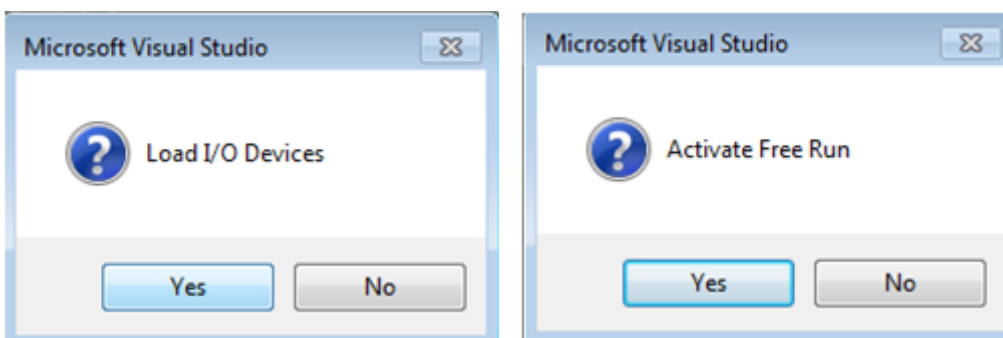 Microsoft Visual Studio
Load I/O Devices
Yes No
Microsoft Visual Studio
Activate Free Run
Yes No